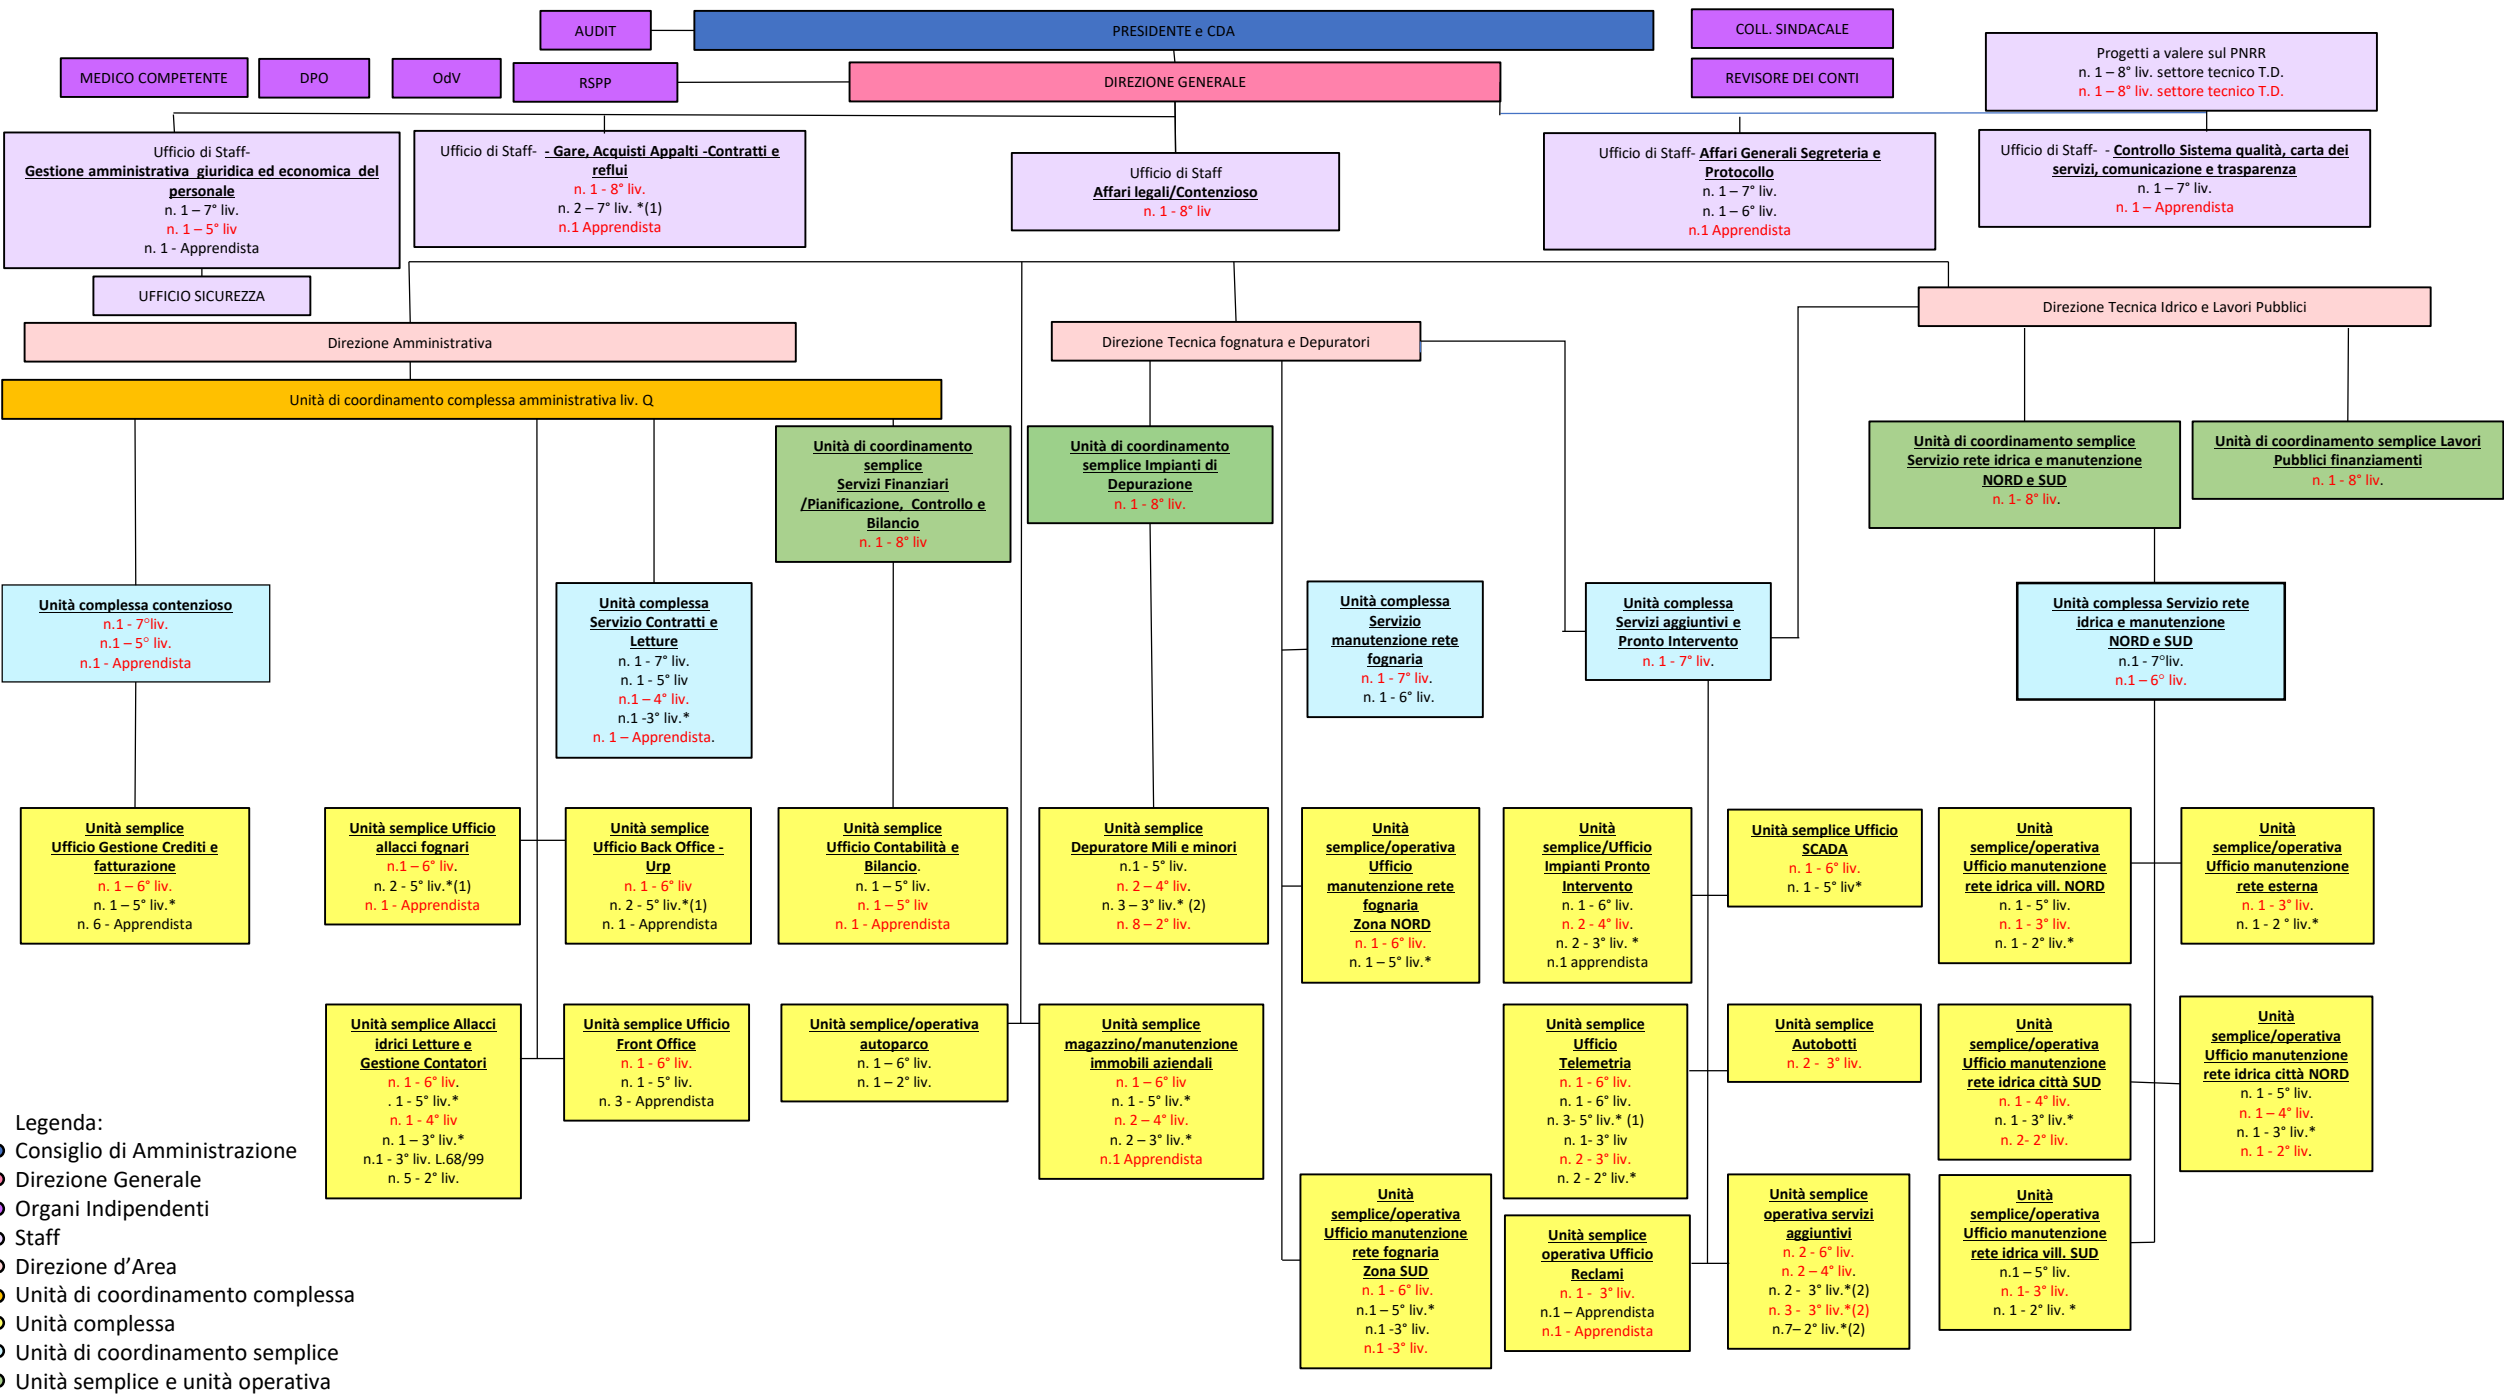 AUDIT
PRESIDENTE e CDA
COLL. SINDACALE
MEDICO COMPETENTE
DPO
OdV
RSPP
DIREZIONE GENERALE
REVISORE DEI CONTI
Progetti a valere sul PNRR
n. 1 – 8° liv. settore tecnico T.D.
n. 1 – 8° liv. settore tecnico T.D.
Ufficio di Staff-
Gestione amministrativa giuridica ed economica del
personale
n. 1 – 7° liv.
n. 1 – 5° liv
n. 1 - Apprendista
Ufficio di Staff- - Gare, Acquisti Appalti -Contratti e
reflui
n. 1 - 8° liv.
n. 2 – 7° liv. *(1)
n.1 Apprendista
Ufficio di Staff
Affari legali/Contenzioso
n. 1 - 8° liv
Ufficio di Staff- Affari Generali Segreteria e
Protocollo
n. 1 – 7° liv.
n. 1 – 6° liv.
n.1 Apprendista
Ufficio di Staff- - Controllo Sistema qualità, carta dei
servizi, comunicazione e trasparenza
n. 1 – 7° liv.
n. 1 – Apprendista
UFFICIO SICUREZZA
Direzione Amministrativa
Direzione Tecnica fognatura e Depuratori
Direzione Tecnica Idrico e Lavori Pubblici
Unità di coordinamento complessa amministrativa liv. Q
Unità di coordinamento
semplice
Servizi Finanziari
/Pianificazione, Controllo e
Bilancio
n. 1 - 8° liv
Unità di coordinamento
semplice Impianti di
Depurazione
n. 1 - 8° liv.
Unità di coordinamento semplice
Servizio rete idrica e manutenzione
NORD e SUD
n. 1- 8° liv.
Unità di coordinamento semplice Lavori
Pubblici finanziamenti
n. 1 - 8° liv.
Unità complessa contenzioso
n.1 - 7°liv.
n.1 – 5° liv.
n.1 - Apprendista
Unità complessa
Servizio Contratti e
Letture
n. 1 - 7° liv.
n. 1 - 5° liv
n.1 – 4° liv.
n.1 -3° liv.*
n. 1 – Apprendista.
Unità complessa
Servizio
manutenzione rete
fognaria
n. 1 - 7° liv.
n. 1 - 6° liv.
Unità complessa
Servizi aggiuntivi e
Pronto Intervento
n. 1 - 7° liv.
Unità complessa Servizio rete
idrica e manutenzione
NORD e SUD
n.1 - 7°liv.
n.1 – 6° liv.
Unità semplice
Ufficio Gestione Crediti e
fatturazione
n. 1 – 6° liv.
n. 1 – 5° liv.*
n. 6 - Apprendista
Unità semplice Ufficio
allacci fognari
n.1 – 6° liv.
n. 2 - 5° liv.*(1)
n. 1 - Apprendista
Unità semplice
Ufficio Back Office -
Urp
n. 1 - 6° liv
n. 2 - 5° liv.*(1)
n. 1 - Apprendista
Unità semplice
Ufficio Contabilità e
Bilancio.
n. 1 – 5° liv.
n. 1 – 5° liv
n. 1 - Apprendista
Unità semplice
Depuratore Mili e minori
n.1 - 5° liv.
n. 2 – 4° liv.
n. 3 – 3° liv.* (2)
n. 8 – 2° liv.
Unità
semplice/operativa
Ufficio
manutenzione rete
fognaria
Zona NORD
n. 1 - 6° liv.
n. 1 – 5° liv.*
Unità
semplice/Ufficio
Impianti Pronto
Intervento
n. 1 - 6° liv.
n. 2 - 4° liv.
n. 2 - 3° liv. *
n.1 apprendista
Unità semplice Ufficio
SCADA
n. 1 - 6° liv.
n. 1 - 5° liv*
Unità
semplice/operativa
Ufficio manutenzione
rete idrica vill. NORD
n. 1 - 5° liv.
n. 1 - 3° liv.
n. 1 - 2° liv.*
Unità
semplice/operativa
Ufficio manutenzione
rete esterna
n. 1 - 3° liv.
n. 1 - 2 ° liv.*
Unità semplice Allacci
idrici Letture e
Gestione Contatori
n. 1 - 6° liv.
. 1 - 5° liv.*
n. 1 - 4° liv
n. 1 – 3° liv.*
n.1 - 3° liv. L.68/99
n. 5 - 2° liv.
Unità semplice Ufficio
Front Office
n. 1 - 6° liv.
n. 1 - 5° liv.
n. 3 - Apprendista
Unità semplice/operativa
autoparco
n. 1 – 6° liv.
n. 1 – 2° liv.
Unità semplice
magazzino/manutenzione
immobili aziendali
n. 1 – 6° liv
n. 1 - 5° liv.*
n. 2 – 4° liv.
n. 2 – 3° liv.*
n.1 Apprendista
Unità semplice
Ufficio
Telemetria
n. 1 - 6° liv.
n. 1 - 6° liv.
n. 3- 5° liv.* (1)
n. 1- 3° liv
n. 2 - 3° liv.
n. 2 - 2° liv.*
Unità semplice
Autobotti
n. 2 - 3° liv.
Unità
semplice/operativa
Ufficio manutenzione
rete idrica città SUD
n. 1 - 4° liv.
n. 1 - 3° liv.*
n. 2- 2° liv.
Unità
semplice/operativa
Ufficio manutenzione
rete idrica città NORD
n. 1 - 5° liv.
n. 1 – 4° liv.
n. 1 - 3° liv.*
n. 1 - 2° liv.
Unità
semplice/operativa
Ufficio manutenzione
rete fognaria
Zona SUD
n. 1 - 6° liv.
n.1 – 5° liv.*
n.1 -3° liv.
n.1 -3° liv.
Unità semplice
operativa Ufficio
Reclami
n. 1 - 3° liv.
n.1 – Apprendista
n.1 - Apprendista
Unità semplice
operativa servizi
aggiuntivi
n. 2 - 6° liv.
n. 2 – 4° liv.
n. 2 - 3° liv.*(2)
n. 3 - 3° liv.*(2)
n.7– 2° liv.*(2)
Unità
semplice/operativa
Ufficio manutenzione
rete idrica vill. SUD
n.1 – 5° liv.
n. 1- 3° liv.
n. 1 - 2° liv. *
Legenda:
Consiglio di Amministrazione
Direzione Generale
Organi Indipendenti
Staff
Direzione d'Area
Unità di coordinamento complessa
Unità complessa
Unità di coordinamento semplice
Unità semplice e unità operativa